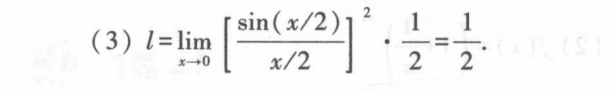 (3) l=lim_{x→0} [sin(x/2)/(x/2)]^2 · 1/2 = 1/2.